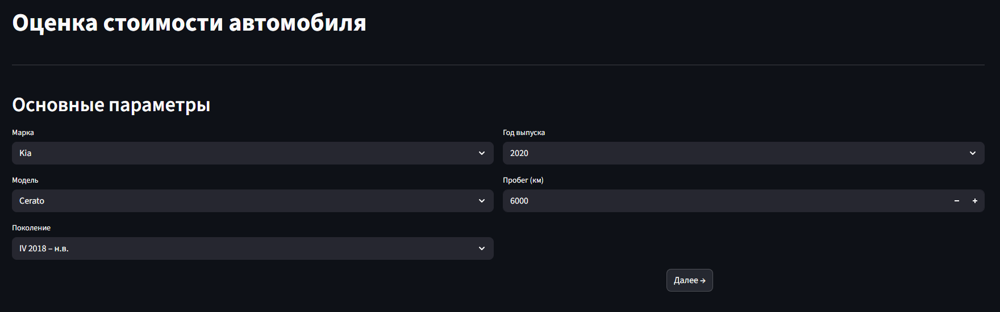 Оценка стоимости автомобиля
Основные параметры
Марка
Kia
Год выпуска
2020
Модель
Cerato
Пробег (км)
6000
Поколение
IV 2018 – н.в.
Далее →